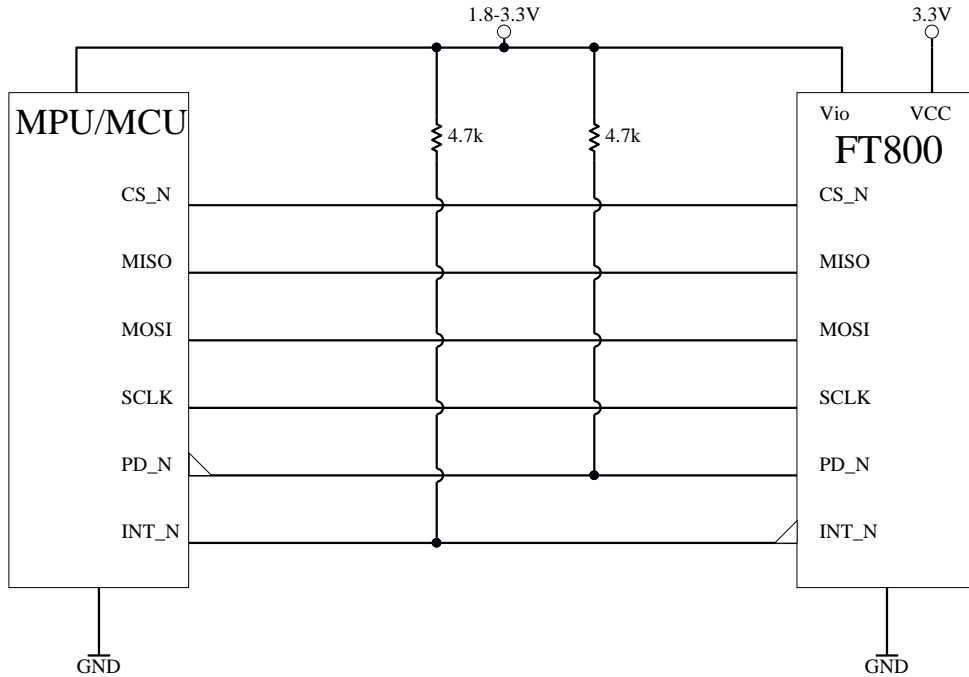 1.8-3.3V
3.3V
MPU/MCU
Vio
VCC
FT800
4.7k
4.7k
CS_N
CS_N
MISO
MISO
MOSI
MOSI
SCLK
SCLK
PD_N
PD_N
INT_N
INT_N
GND
GND